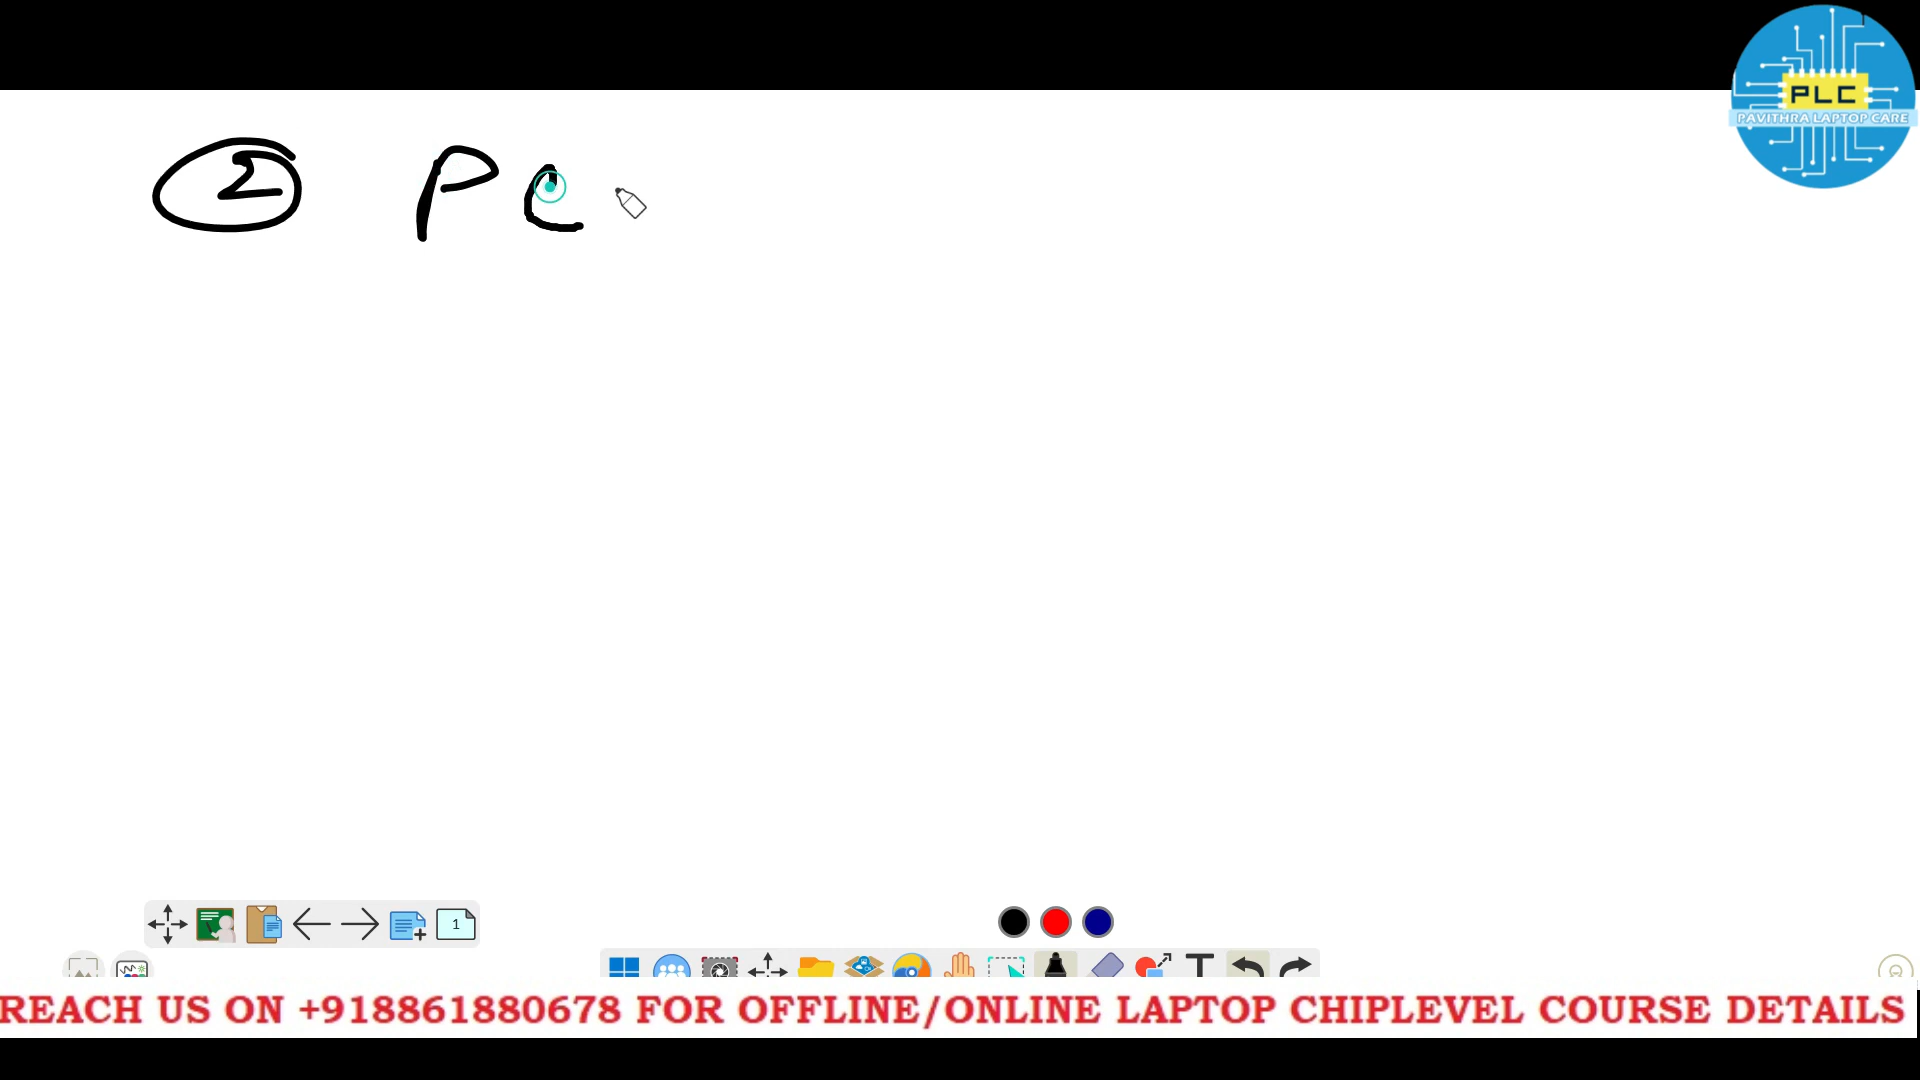 PLC
PAVITHRA LAPTOP CARE
② PC
1
T
REACH US ON +918861880678 FOR OFFLINE/ONLINE LAPTOP CHIPLEVEL COURSE DETAILS